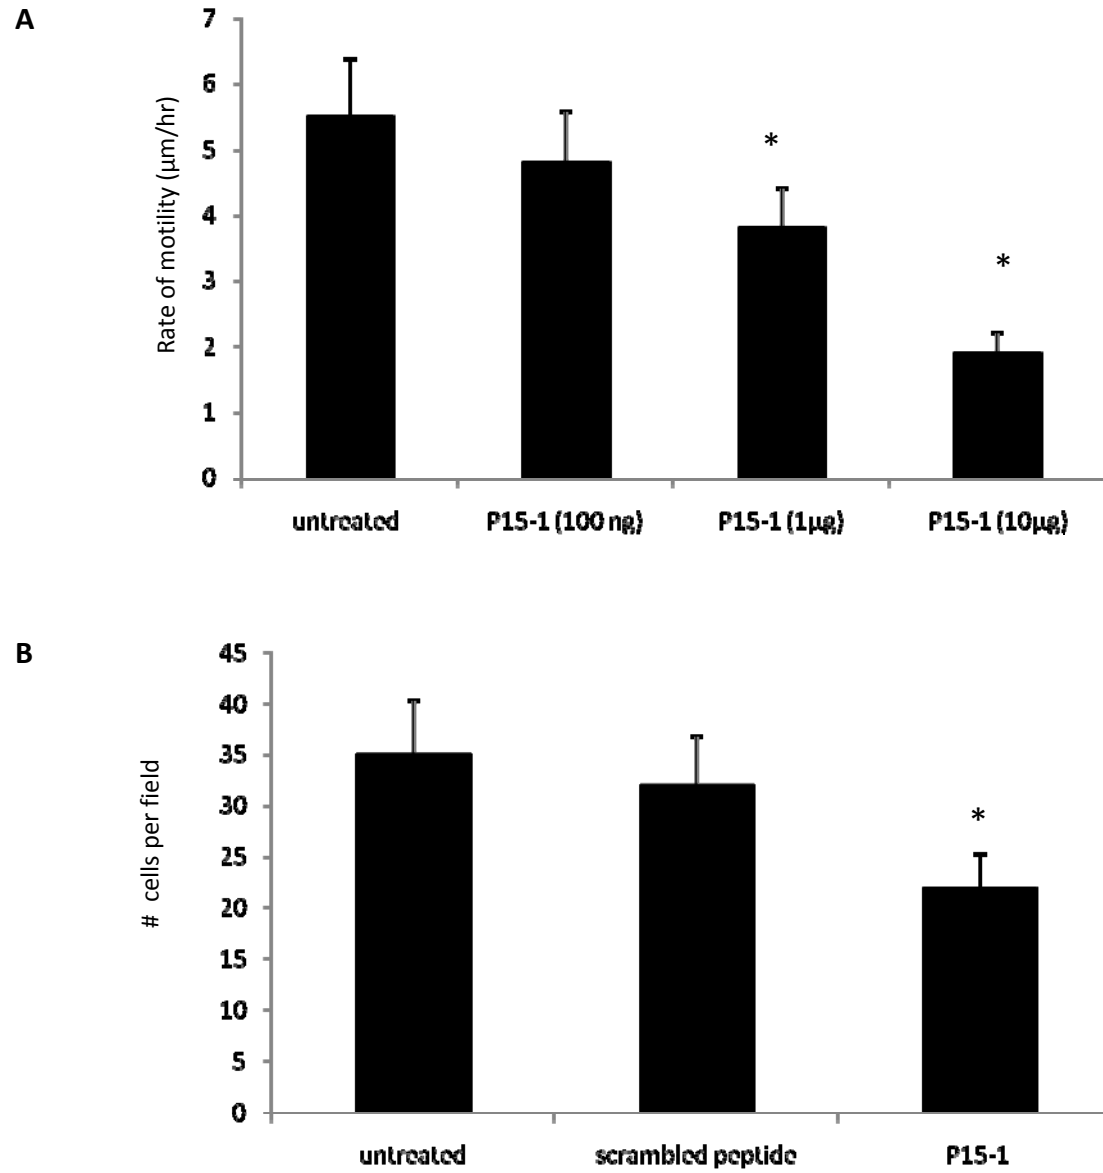 A
Rate of motility (µm/hr)
7
6
5
4
3
2
1
0
*
*
untreated
P15-1 (100 ng)
P15-1 (1µg)
P15-1 (10µg)
B
# cells per field
45
40
35
30
25
20
15
10
5
0
*
untreated
scrambled peptide
P15-1